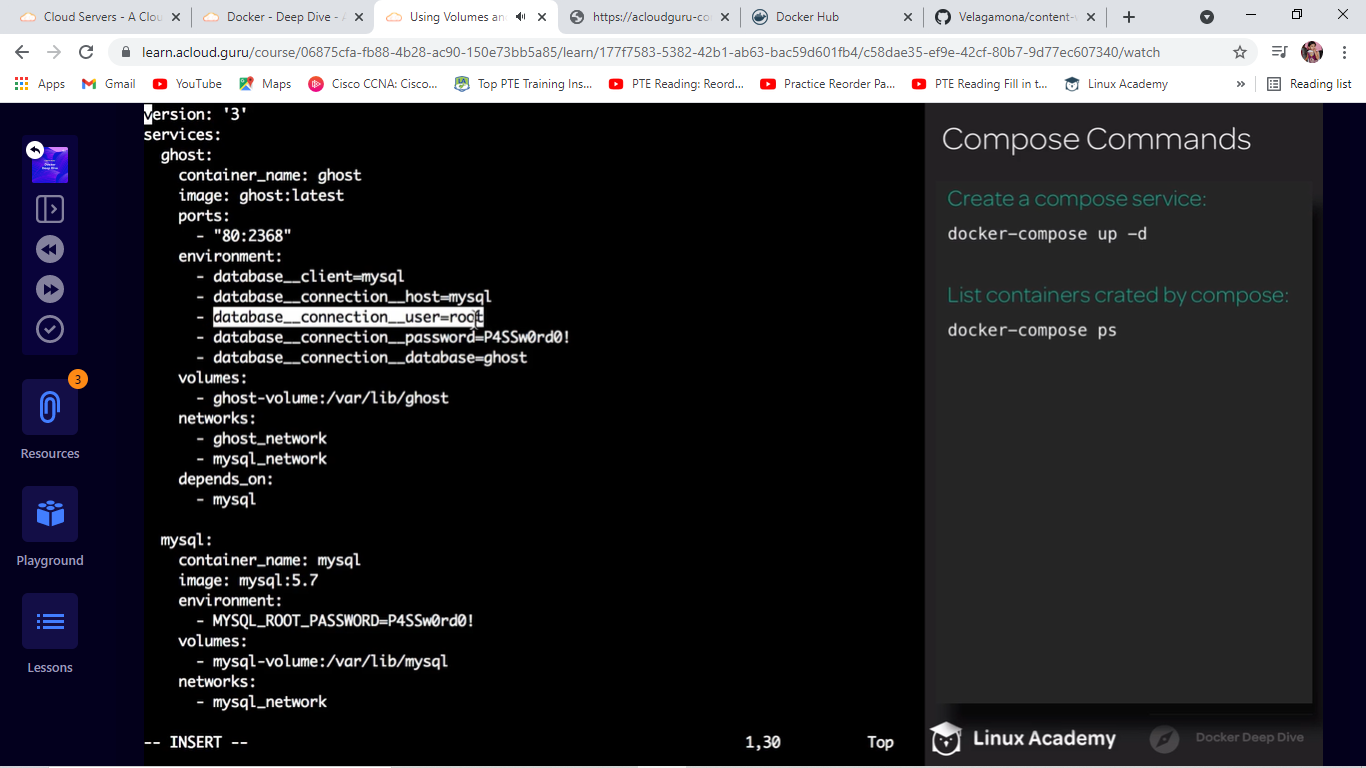 Cloud Servers - A Clou
Docker - Deep Dive - A
Using Volumes and
https://acloudguru-co
Docker Hub
Velagamona/content-
learn.acloud.guru/course/06875cfa-fb88-4b28-ac90-150e73bb5a85/learn/177f7583-5382-42b1-ab63-bac59d601fb4/c58dae35-ef9e-42cf-80b7-9d77ec607340/watch
Apps
Gmail
YouTube
Maps
Cisco CCNA: Cisco...
Top PTE Training Ins...
PTE Reading: Reord...
Practice Reorder Pa...
PTE Reading Fill in t...
Linux Academy
»
Reading list
3
Resources
Playground
Lessons
version: '3'
services:
  ghost:
    container_name: ghost
    image: ghost:latest
    ports:
      - "80:2368"
    environment:
      - database__client=mysql
      - database__connection__host=mysql
      - database__connection__user=root
      - database__connection__password=P4SSw0rd0!
      - database__connection__database=ghost
    volumes:
      - ghost-volume:/var/lib/ghost
    networks:
      - ghost_network
      - mysql_network
    depends_on:
      - mysql
  mysql:
    container_name: mysql
    image: mysql:5.7
    environment:
      - MYSQL_ROOT_PASSWORD=P4SSw0rd0!
    volumes:
      - mysql-volume:/var/lib/mysql
    networks:
      - mysql_network
-- INSERT -- 1,30 Top
Compose Commands
Create a compose service:
docker-compose up -d
List containers crated by compose:
docker-compose ps
Linux Academy
Docker Deep Dive